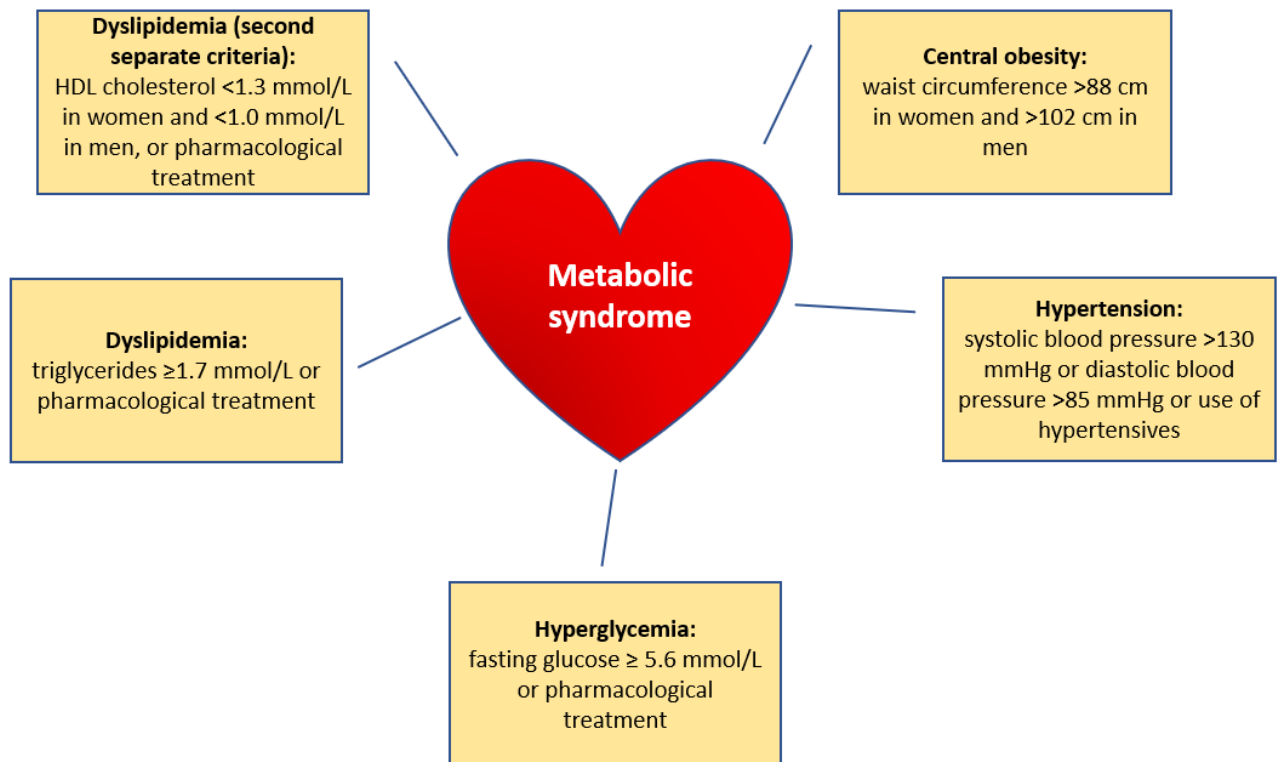 Dyslipidemia (second
separate criteria):
HDL cholesterol <1.3 mmol/L
in women and <1.0 mmol/L
in men, or pharmacological
treatment
Central obesity:
waist circumference >88 cm
in women and >102 cm in
men
Metabolic
syndrome
Dyslipidemia:
triglycerides ≥1.7 mmol/L or
pharmacological treatment
Hypertension:
systolic blood pressure >130
mmHg or diastolic blood
pressure >85 mmHg or use of
hypertensives
Hyperglycemia:
fasting glucose ≥ 5.6 mmol/L
or pharmacological
treatment